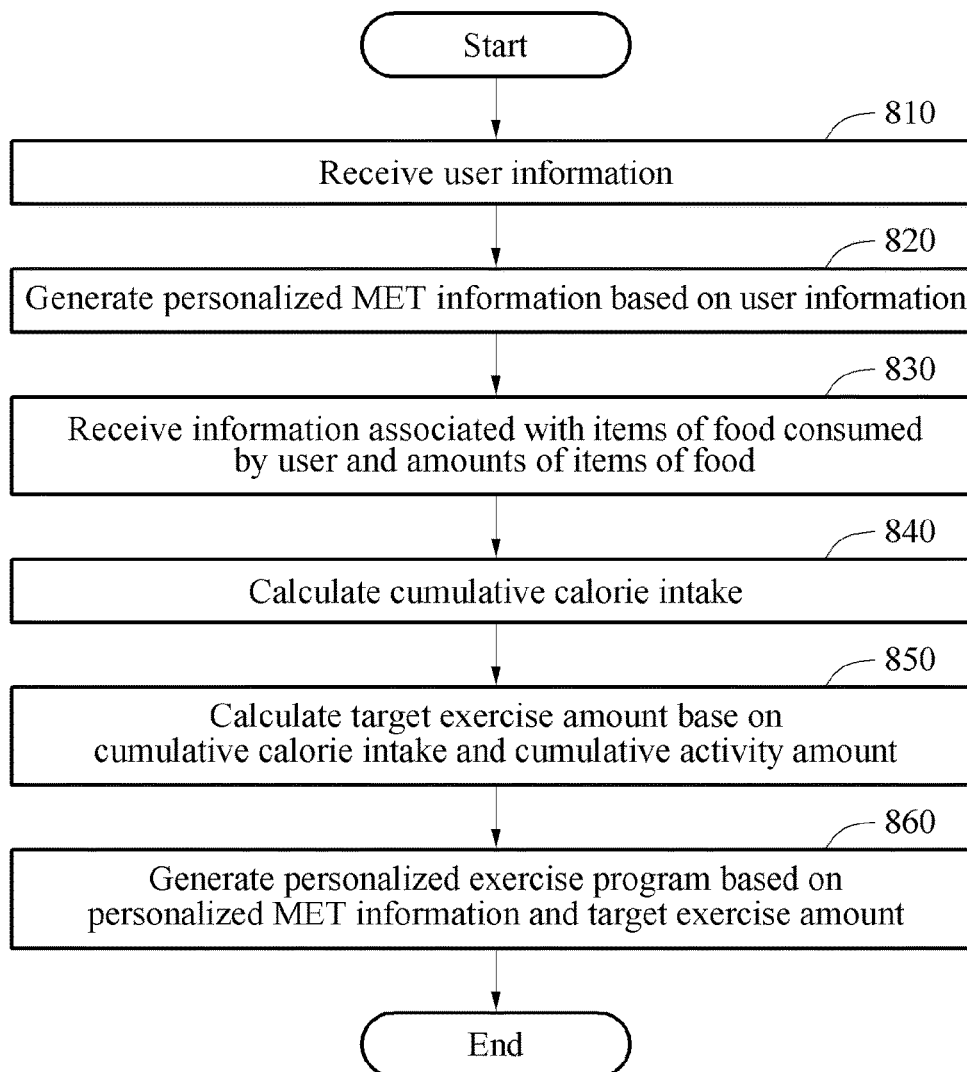 Start
810
Receive user information
820
Generate personalized MET information based on user information
830
Receive information associated with items of food consumed
by user and amounts of items of food
840
Calculate cumulative calorie intake
850
Calculate target exercise amount base on
cumulative calorie intake and cumulative activity amount
860
Generate personalized exercise program based on
personalized MET information and target exercise amount
End